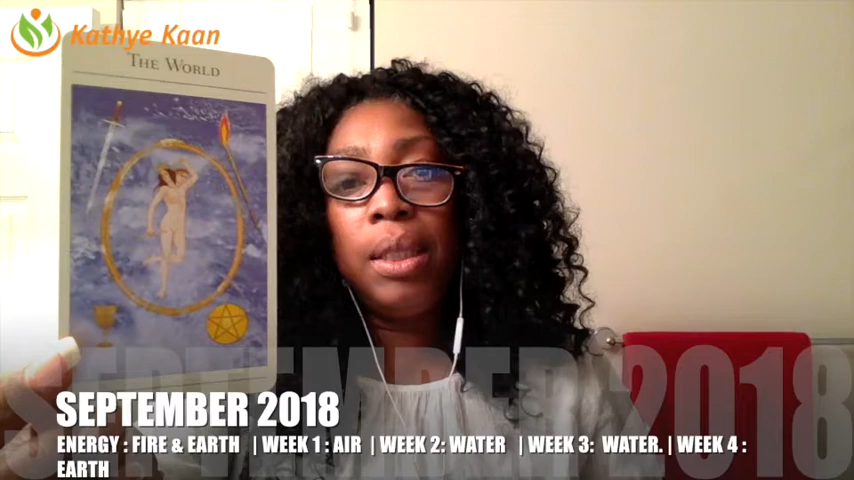 Kathye Kaan
THE WORLD
SEPTEMBER 2018
SEPTEMBER 2018
ENERGY : FIRE & EARTH | WEEK 1 : AIR | WEEK 2: WATER | WEEK 3: WATER. | WEEK 4 :
EARTH